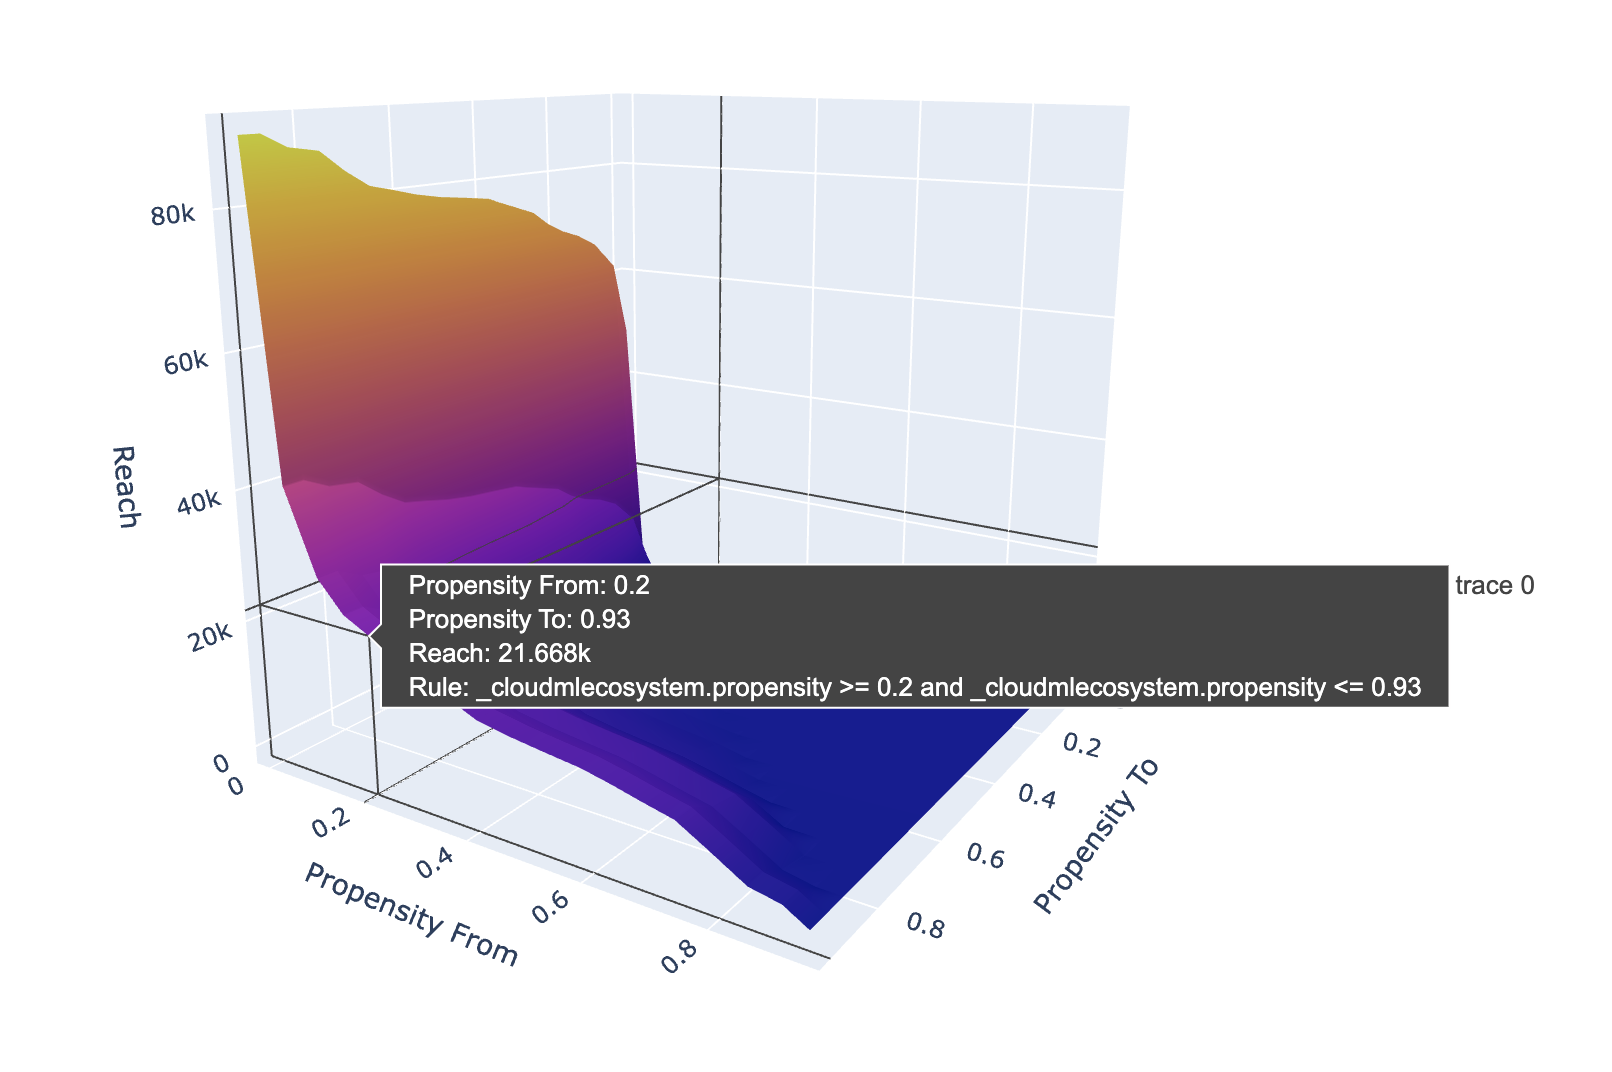 80k
60k
40k
20k
0
Reach
0
0.2
0.4
0.6
0.8
Propensity From
0.2
0.4
0.6
0.8
Propensity To
Propensity From: 0.2
Propensity To: 0.93
Reach: 21.668k
Rule: _cloudmlecosystem.propensity >= 0.2 and _cloudmlecosystem.propensity <= 0.93
trace 0